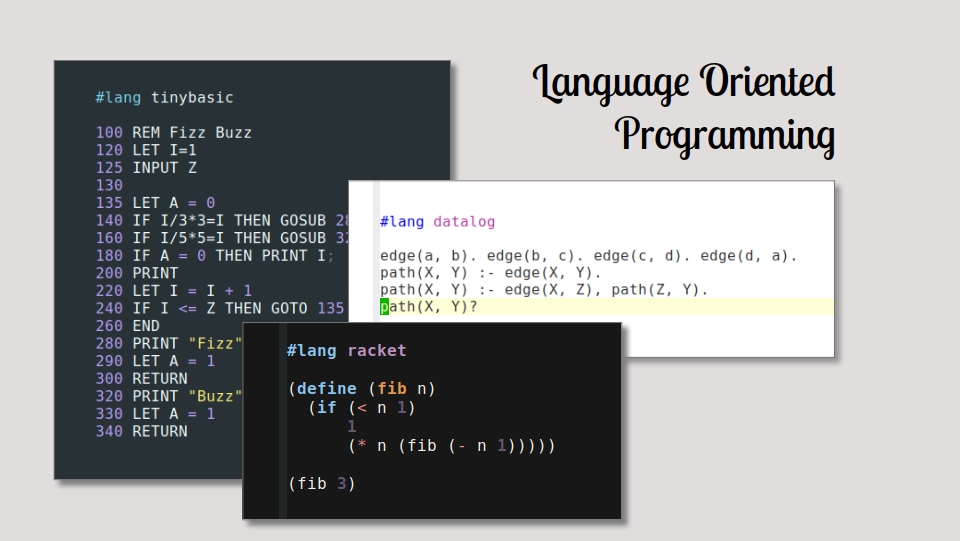 Language Oriented
Programming
#lang tinybasic
100 REM Fizz Buzz
120 LET I=1
125 INPUT Z
130
135 LET A = 0
140 IF I/3*3=I THEN GOSUB
160 IF I/5*5=I THEN GOSUB
180 IF A = 0 THEN PRINT I;
200 PRINT
220 LET I = I + 1
240 IF I <= Z THEN GOTO 135
260 END
280 PRINT "Fizz"
290 LET A = 1
300 RETURN
320 PRINT "Buzz"
330 LET A = 1
340 RETURN
#lang datalog
edge(a, b). edge(b, c). edge(c, d). edge(d, a).
path(X, Y) :- edge(X, Y).
path(X, Y) :- edge(X, Z), path(Z, Y).
path(X, Y)?
#lang racket
(define (fib n)
  (if (< n 1)
      1
      (* n (fib (- n 1)))))
(fib 3)